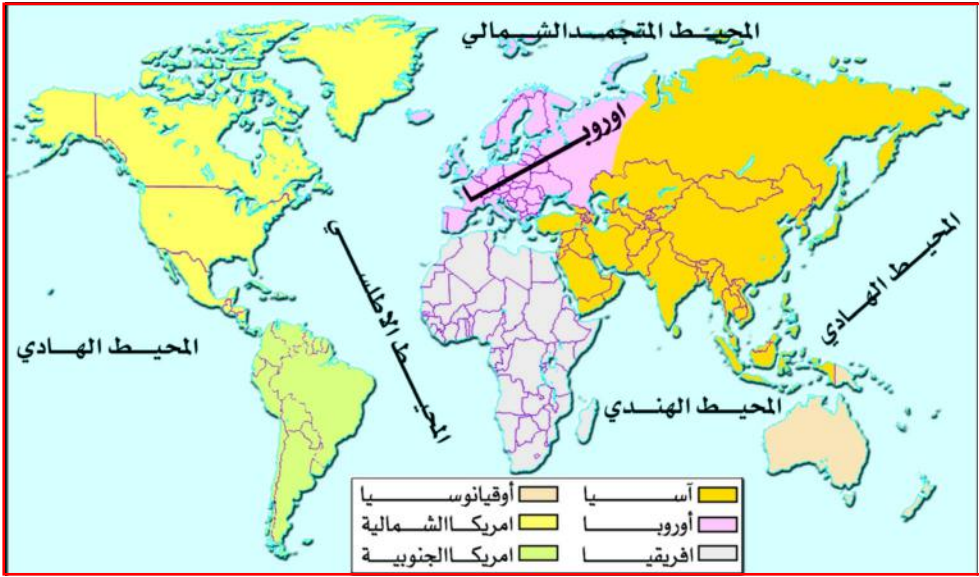 المحيط المتجمد الشمالي
اوروبا
المحيط الهادي
المحيط الاطلسي
المحيط الهادي
المحيط الهندي
آسيا
أوقيانوسيا
أوروبا
امريكا الشمالية
افريقيا
امريكا الجنوبية